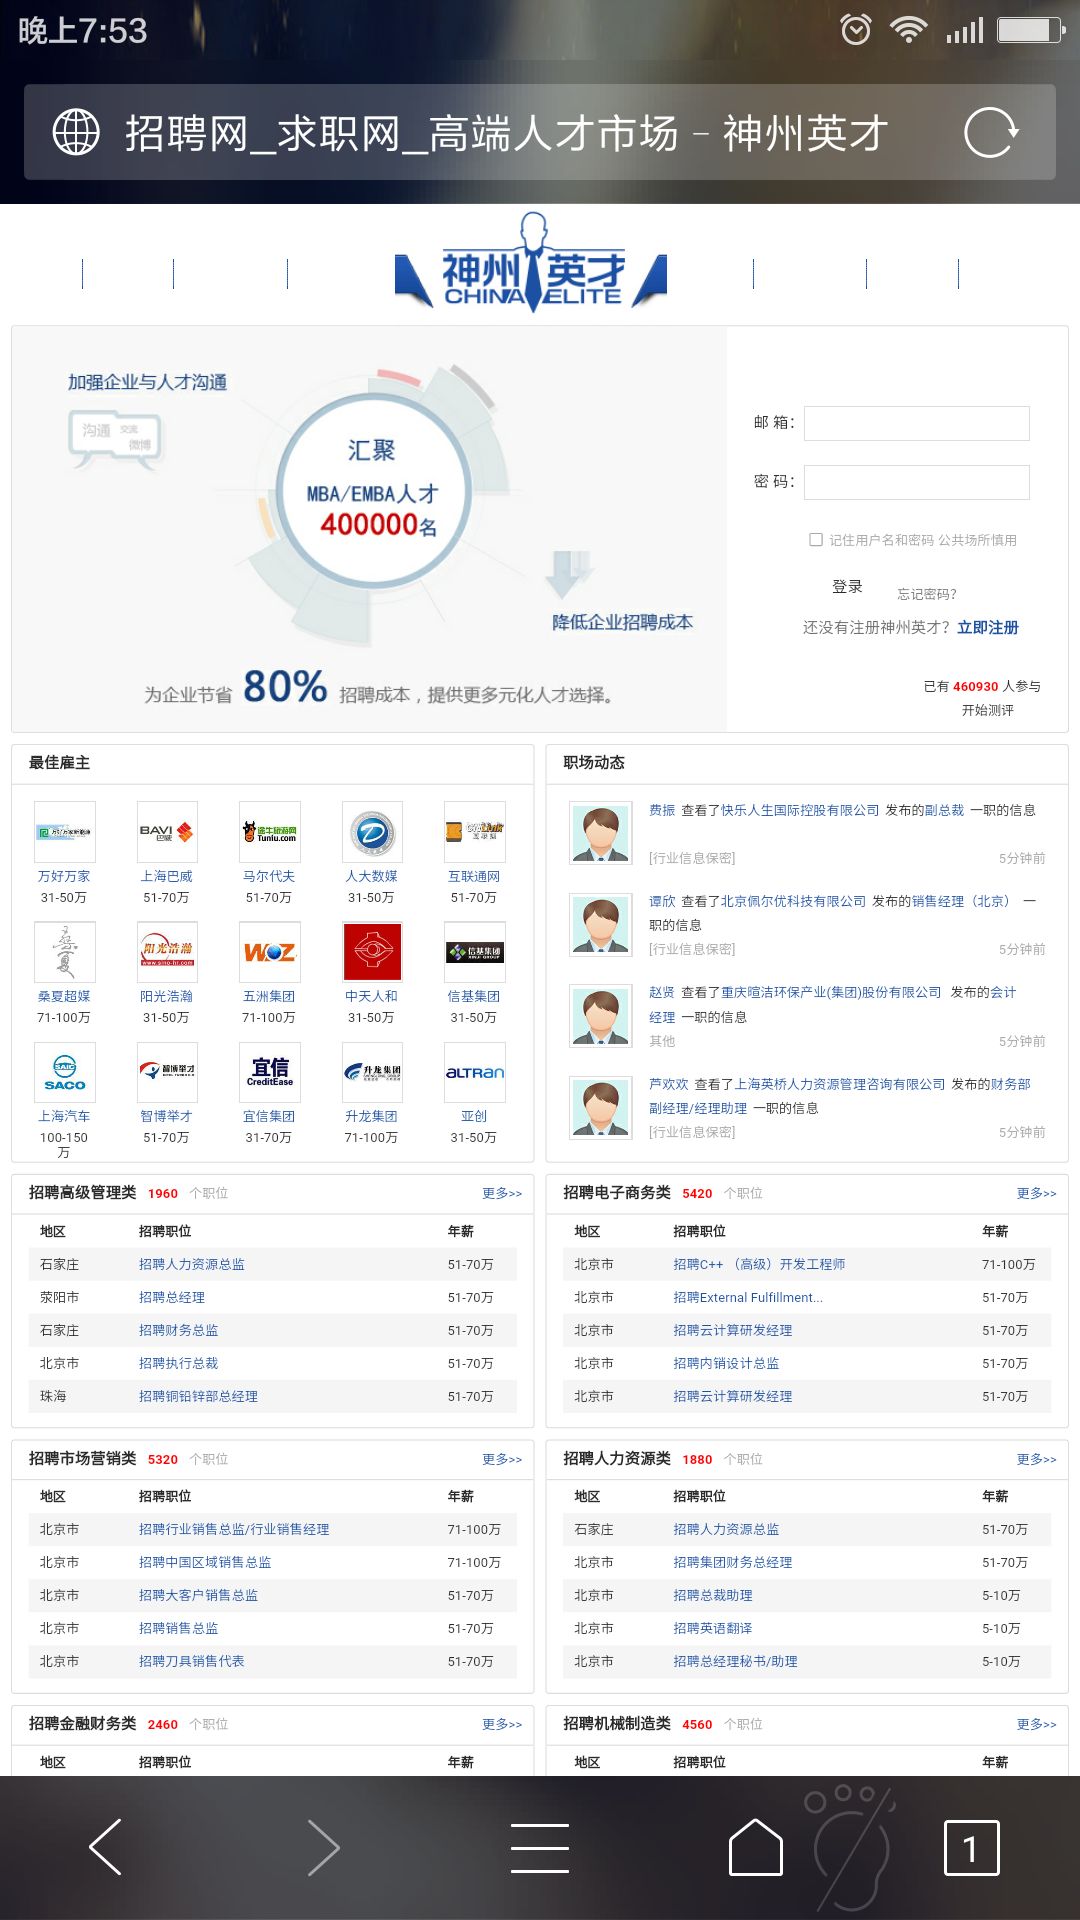 晚上7:53
招聘网_求职网_高端人才市场 – 神州英才
神州英才
CHINA ELITE
加强企业与人才沟通
沟通 交流
微博
汇聚
MBA/EMBA人才
400000名
降低企业招聘成本
为企业节省 80% 招聘成本，提供更多元化人才选择。
邮 箱：
密 码：
记住用户名和密码 公共场所慎用
登录 忘记密码？
还没有注册神州英才？立即注册
已有 460930 人参与
开始测评
最佳雇主
BAVI 巴威
途牛旅游网
Tuniu.com
万好万家 上海巴威 马尔代夫 人大数媒 互联通网
31-50万 51-70万 51-70万 31-50万 51-70万
桑夏
阳光浩瀚
www.sino-hr.com
WOZ
信基集团
XINJI GROUP
桑夏超媒 阳光浩瀚 五洲集团 中天人和 信基集团
71-100万 31-50万 71-100万 31-50万 31-50万
SAIC
SACO
智博举才
宜信
CreditEase
升龙集团
ALTRAN
上海汽车 智博举才 宜信集团 升龙集团 亚创
100-150万 51-70万 31-70万 71-100万 31-50万
职场动态
费振 查看了快乐人生国际控股有限公司 发布的副总裁 一职的信息
[行业信息保密] 5分钟前
谭欣 查看了北京佩尔优科技有限公司 发布的销售经理（北京） 一
职的信息
[行业信息保密] 5分钟前
赵贤 查看了重庆暄洁环保产业(集团)股份有限公司 发布的会计
经理 一职的信息
其他 5分钟前
芦欢欢 查看了上海英桥人力资源管理咨询有限公司 发布的财务部
副经理/经理助理 一职的信息
[行业信息保密] 5分钟前
招聘高级管理类 1960 个职位 更多>>
地区 招聘职位 年薪
石家庄 招聘人力资源总监 51-70万
荥阳市 招聘总经理 51-70万
石家庄 招聘财务总监 51-70万
北京市 招聘执行总裁 51-70万
珠海 招聘铜铅锌部总经理 51-70万
招聘电子商务类 5420 个职位 更多>>
地区 招聘职位 年薪
北京市 招聘C++ （高级）开发工程师 71-100万
北京市 招聘External Fulfillment... 51-70万
北京市 招聘云计算研发经理 51-70万
北京市 招聘内销设计总监 51-70万
北京市 招聘云计算研发经理 51-70万
招聘市场营销类 5320 个职位 更多>>
地区 招聘职位 年薪
北京市 招聘行业销售总监/行业销售经理 71-100万
北京市 招聘中国区域销售总监 71-100万
北京市 招聘大客户销售总监 51-70万
北京市 招聘销售总监 51-70万
北京市 招聘刀具销售代表 51-70万
招聘人力资源类 1880 个职位 更多>>
地区 招聘职位 年薪
石家庄 招聘人力资源总监 51-70万
北京市 招聘集团财务总经理 51-70万
北京市 招聘总裁助理 5-10万
北京市 招聘英语翻译 5-10万
北京市 招聘总经理秘书/助理 5-10万
招聘金融财务类 2460 个职位 更多>>
地区 招聘职位 年薪
招聘机械制造类 4560 个职位 更多>>
地区 招聘职位 年薪
1